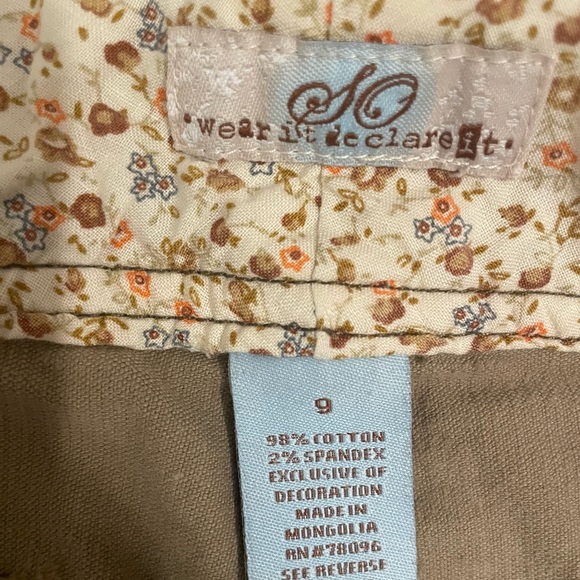 SO
•wear it declare it•
9
98% COTTON
2% SPANDEX
EXCLUSIVE OF
DECORATION
MADE IN
MONGOLIA
RN#78096
SEE REVERSE